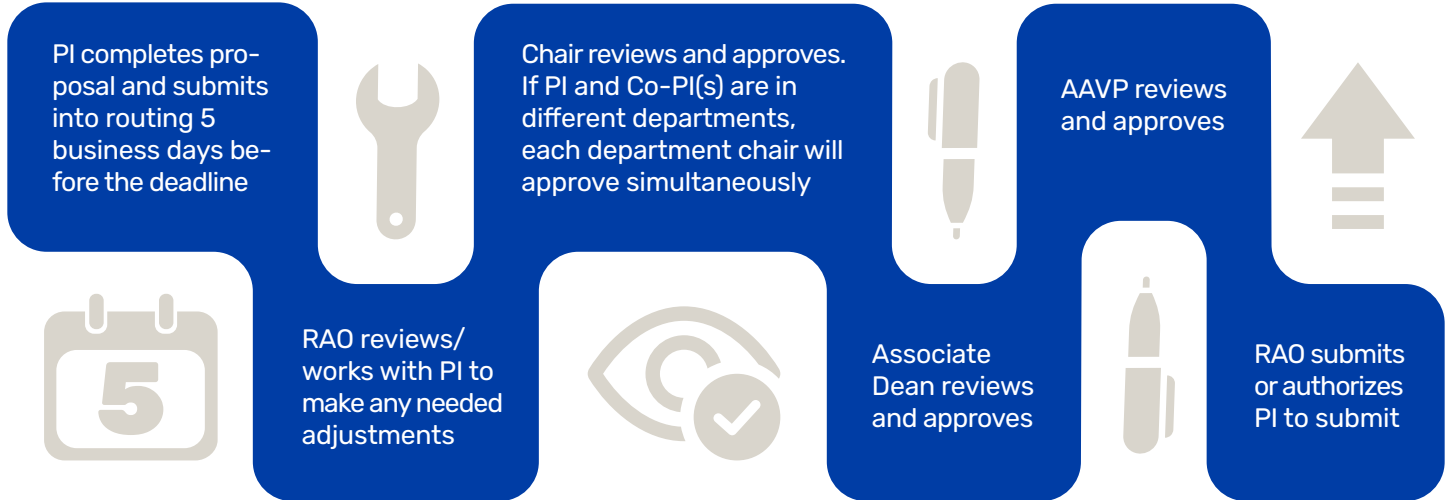 PI completes pro-
posal and submits
into routing 5
business days be-
fore the deadline
5
RAO reviews/
works with PI to
make any needed
adjustments
Chair reviews and approves.
If PI and Co-PI(s) are in
different departments,
each department chair will
approve simultaneously
Associate
Dean reviews
and approves
AAVP reviews
and approves
RAO submits
or authorizes
PI to submit